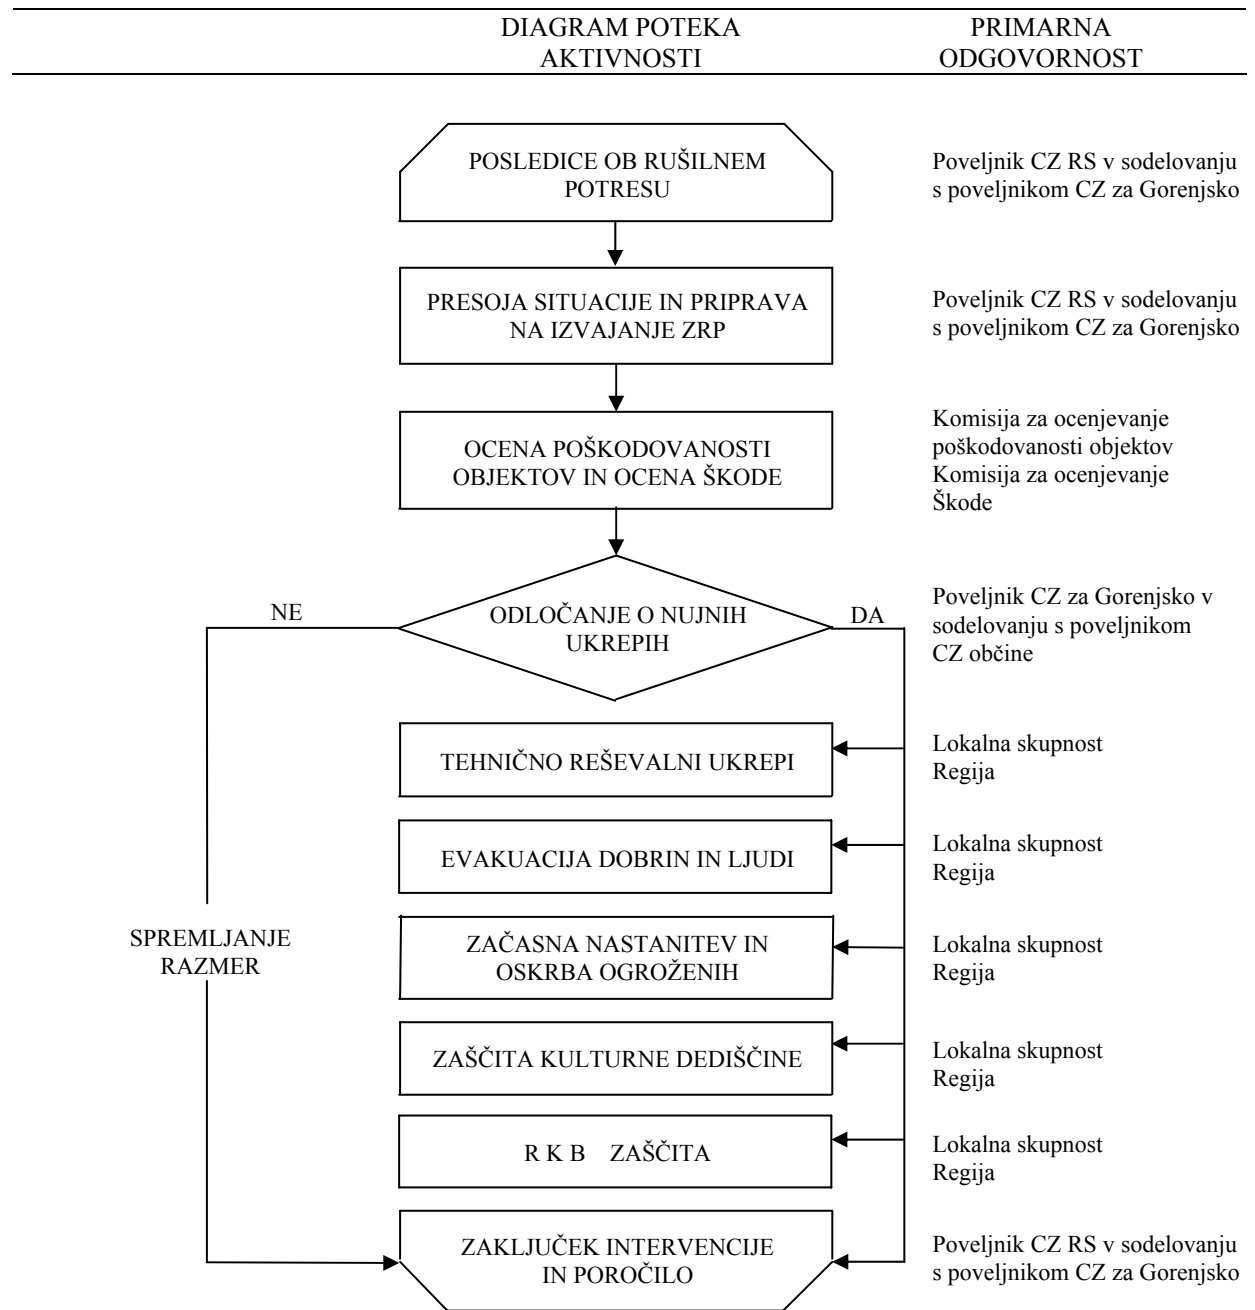 DIAGRAM POTEKA
AKTIVNOSTI
PRIMARNA
ODGOVORNOST
POSLEDICE OB RUŠILNEM
POTRESU
Poveljnik CZ RS v sodelovanju
s poveljnikom CZ za Gorenjsko
PRESOJA SITUACIJE IN PRIPRAVA
NA IZVAJANJE ZRP
Poveljnik CZ RS v sodelovanju
s poveljnikom CZ za Gorenjsko
OCENA POŠKODOVANOSTI
OBJEKTOV IN OCENA ŠKODE
Komisija za ocenjevanje
poškodovanosti objektov
Komisija za ocenjevanje
Škode
NE
ODLOČANJE O NUJNIH
UKREPIH
DA
Poveljnik CZ za Gorenjsko v
sodelovanju s poveljnikom
CZ občine
TEHNIČNO REŠEVALNI UKREPI
Lokalna skupnost
Regija
EVAKUACIJA DOBRIN IN LJUDI
Lokalna skupnost
Regija
SPREMLJANJE
RAZMER
ZAČASNA NASTANITEV IN
OSKRBA OGROŽENIH
Lokalna skupnost
Regija
ZAŠČITA KULTURNE DEDIŠČINE
Lokalna skupnost
Regija
R K B ZAŠČITA
Lokalna skupnost
Regija
ZAKLJUČEK INTERVENCIJE
IN POROČILO
Poveljnik CZ RS v sodelovanju
s poveljnikom CZ za Gorenjsko